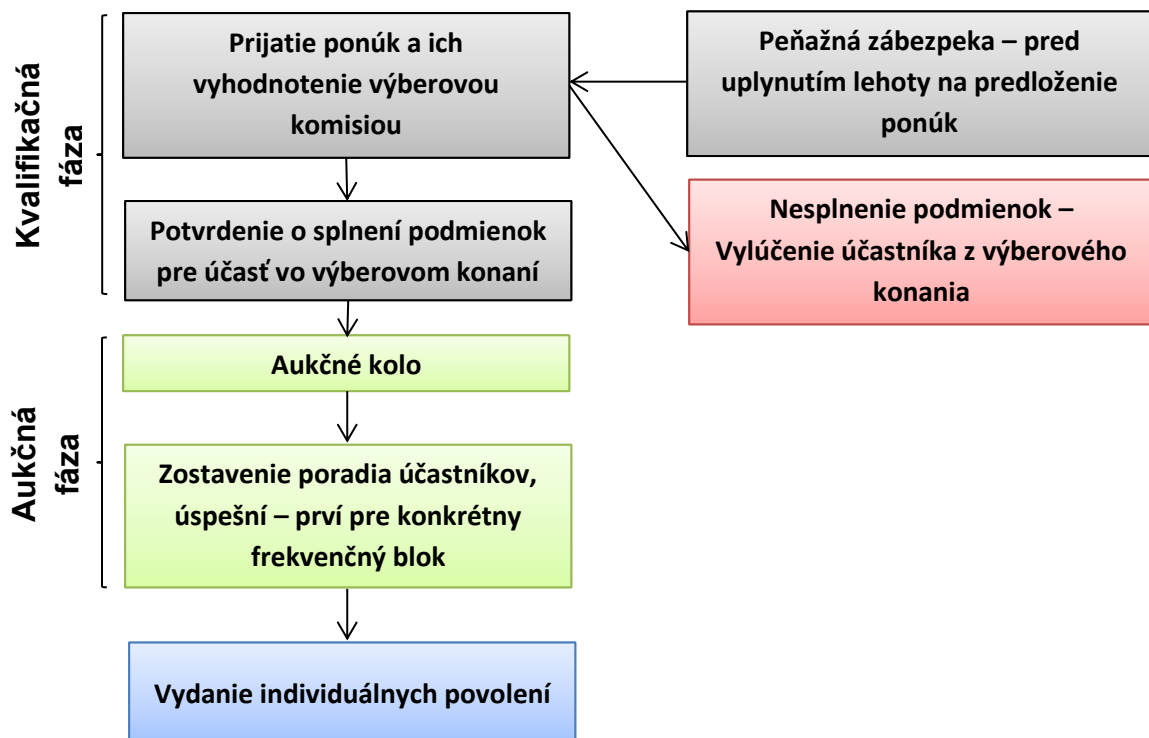 Kvalifikačná
fáza
Prijatie ponúk a ich
vyhodnotenie výberovou
komisiou
Peňažná zábezpeka – pred
uplynutím lehoty na predloženie
ponúk
Potvrdenie o splnení podmienok
pre účasť vo výberovom konaní
Nesplnenie podmienok –
Vylúčenie účastníka z výberového
konania
Aukčná
fáza
Aukčné kolo
Zostavenie poradia účastníkov,
úspešní – prví pre konkrétny
frekvenčný blok
Vydanie individuálnych povolení